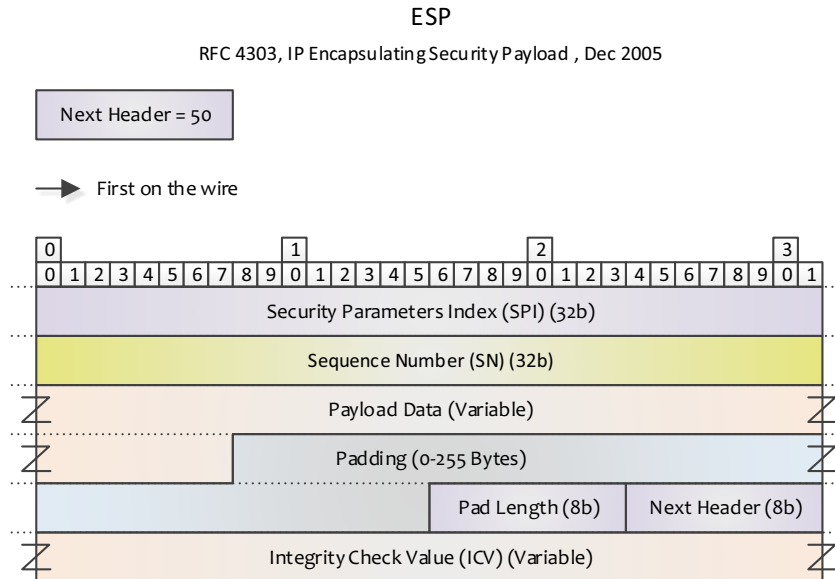 ESP
RFC 4303, IP Encapsulating Security Payload , Dec 2005
Next Header = 50
First on the wire
0 1 2 3
0 1 2 3 4 5 6 7 8 9 0 1 2 3 4 5 6 7 8 9 0 1 2 3 4 5 6 7 8 9 0 1
Security Parameters Index (SPI) (32b)
Sequence Number (SN) (32b)
Payload Data (Variable)
Padding (0-255 Bytes)
Pad Length (8b) Next Header (8b)
Integrity Check Value (ICV) (Variable)